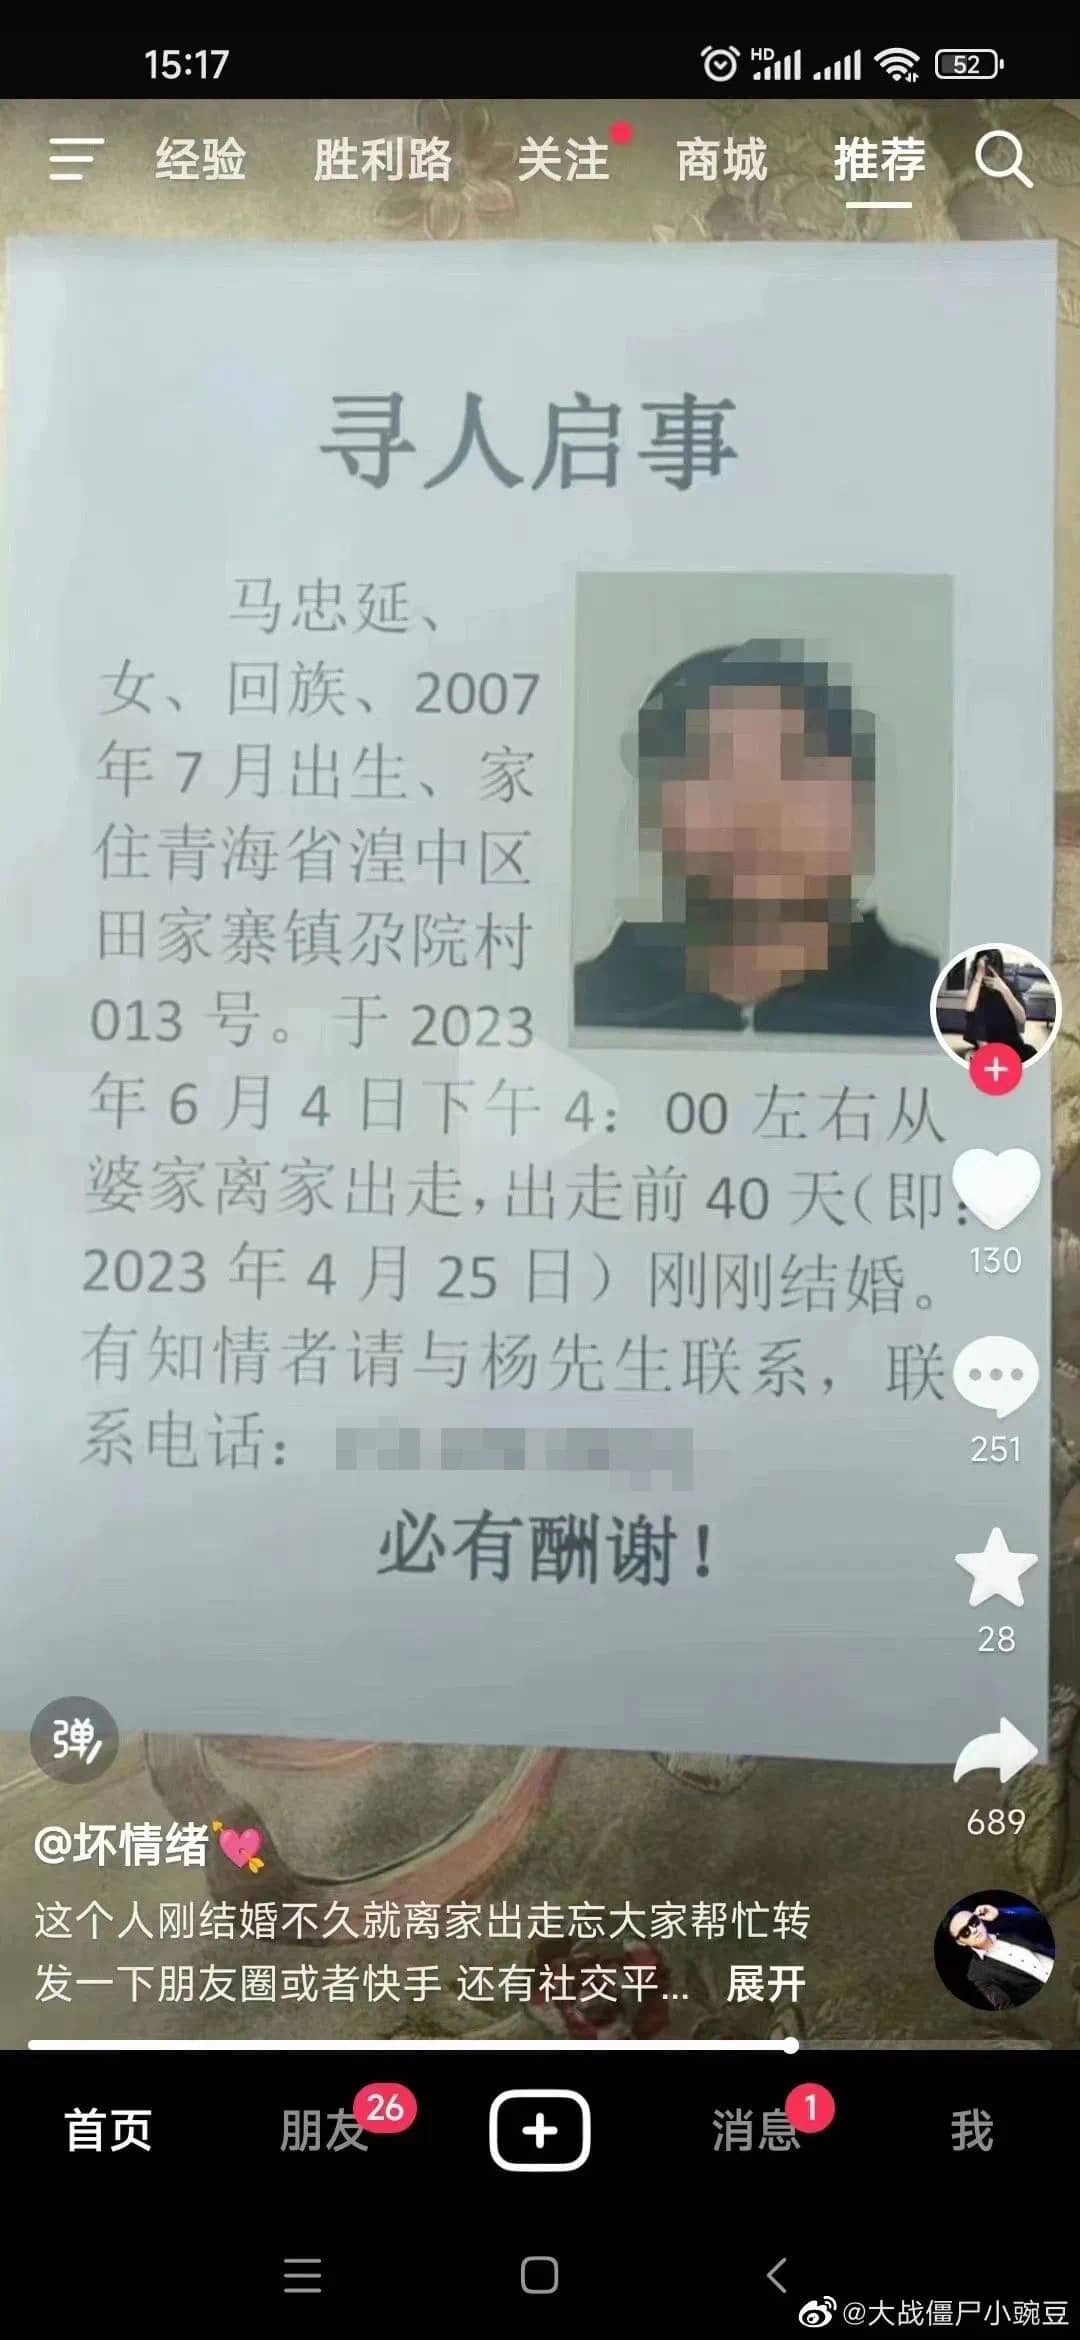 15:17
HD
52
经验 胜利路 关注 商城 推荐
寻人启事
马忠延、
女、回族、2007
年7月出生、家
住青海省湟中区
田家寨镇尕院村
013号。于2023
年6月4日下午4：00左右从
婆家离家出走，出走前40天（即：
2023年4月25日）刚刚结婚。
有知情者请与杨先生联系，联
系电话：
必有酬谢！
130
251
28
689
弹
@坏情绪💘
这个人刚结婚不久就离家出走忘大家帮忙转
发一下朋友圈或者快手 还有社交平... 展开
首页 朋友 26 消息 1 我
@大战僵尸小豌豆